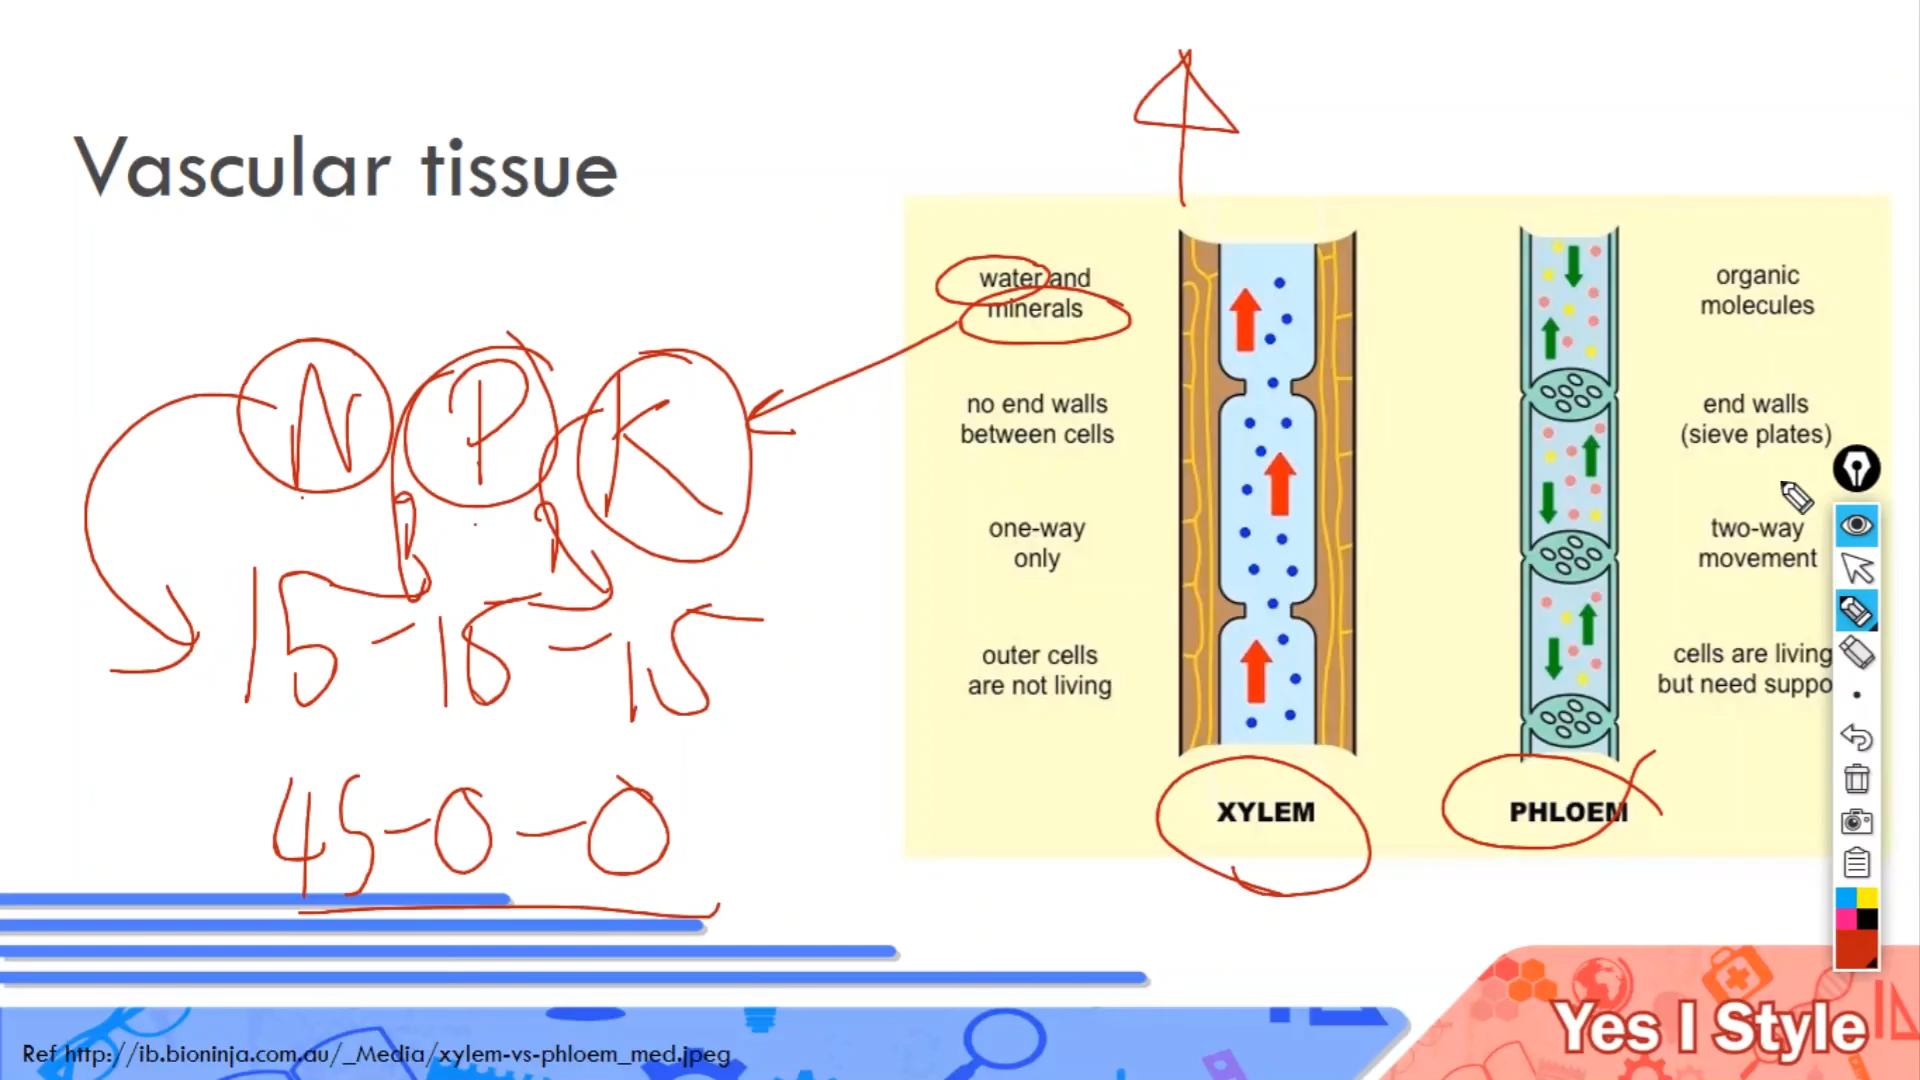 Vascular tissue
water and
minerals
no end walls
between cells
one-way
only
outer cells
are not living
organic
molecules
end walls
(sieve plates)
two-way
movement
cells are living
but need suppo
XYLEM
PHLOEM
N P K
15-15-15
45-0-0
Ref http://ib.bioninja.com.au/_Media/xylem-vs-phloem_med.jpeg
Yes I Style